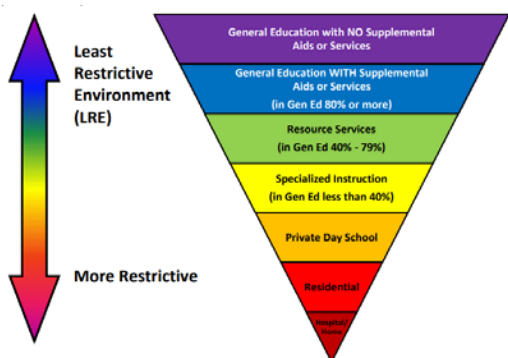 Least
Restrictive
Environment
(LRE)
More Restrictive
General Education with NO Supplemental
Aids or Services
General Education WITH Supplemental
Aids or Services
(in Gen Ed 80% or more)
Resource Services
(in Gen Ed 40% - 79%)
Specialized Instruction
(in Gen Ed less than 40%)
Private Day School
Residential
Hospital/
Home